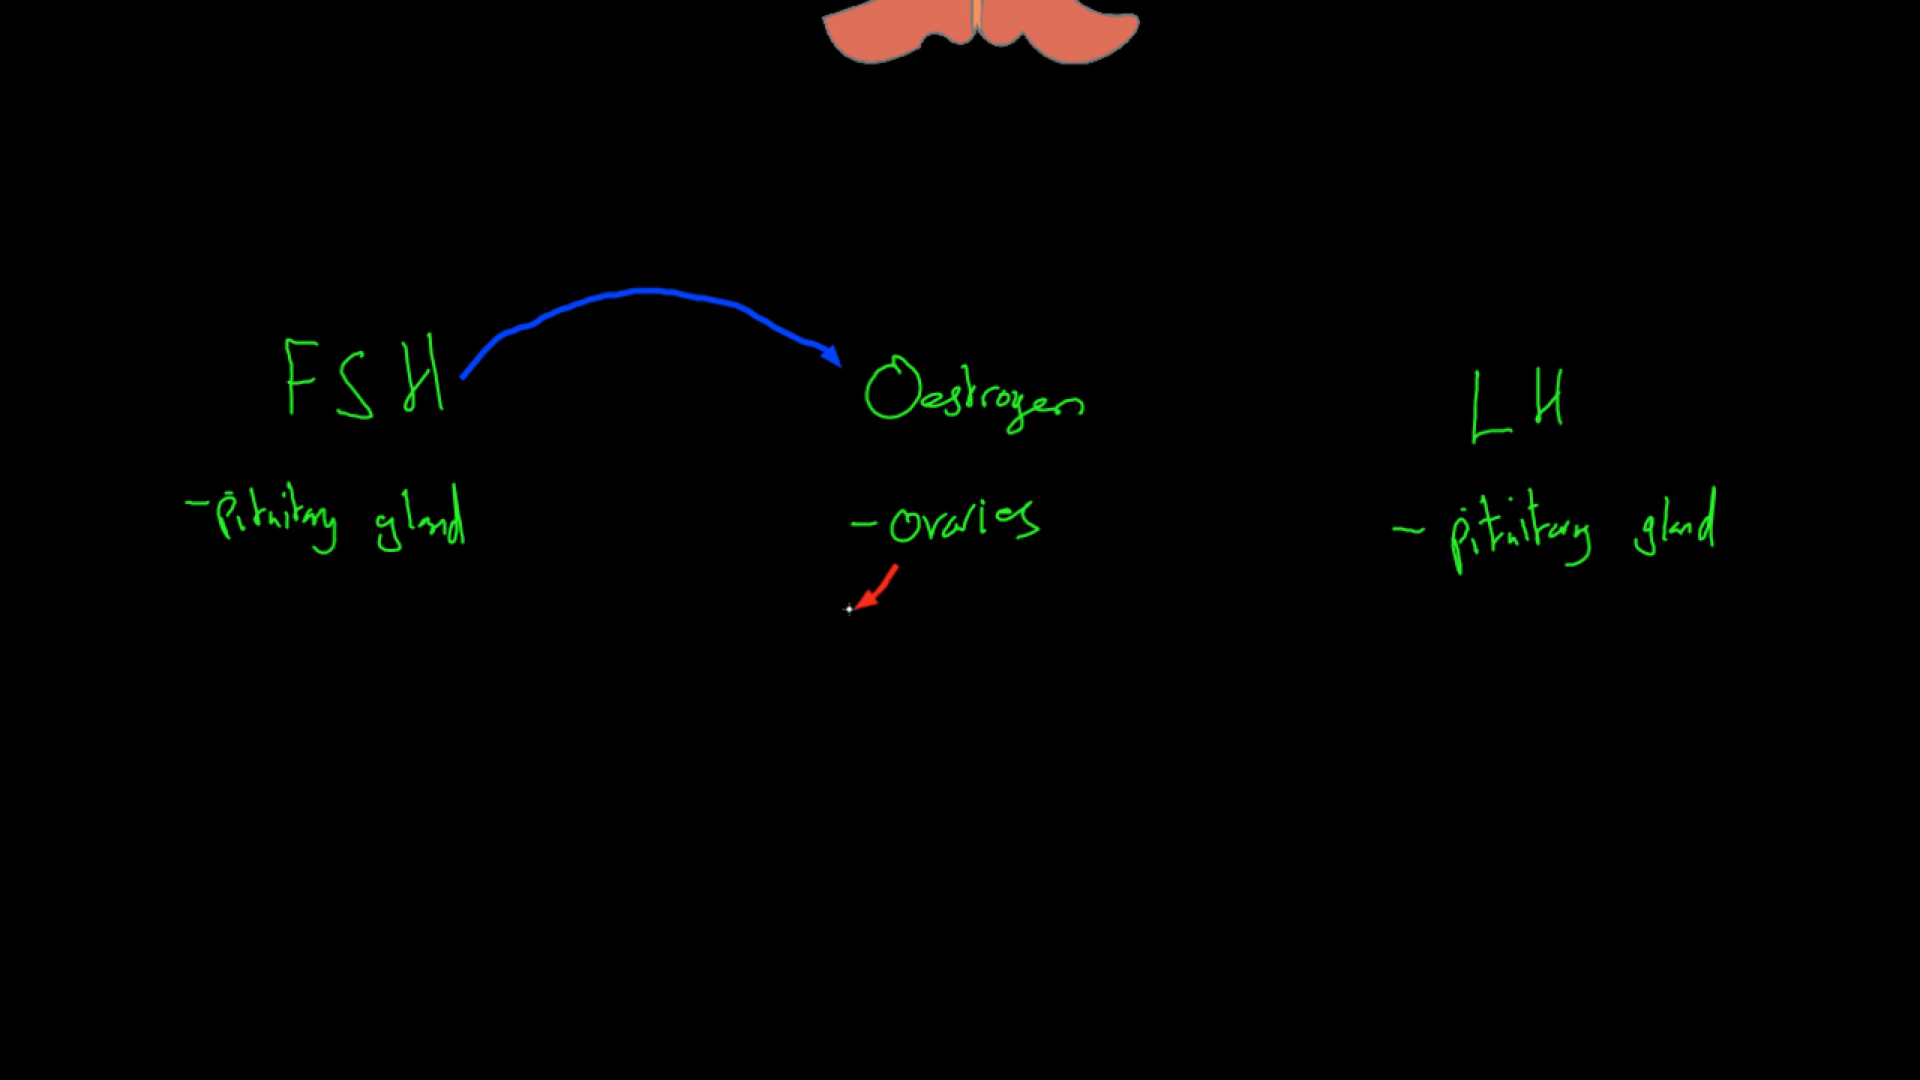 FSH
Oestrogen
LH
- pituitary gland
- ovaries
- pituitary gland